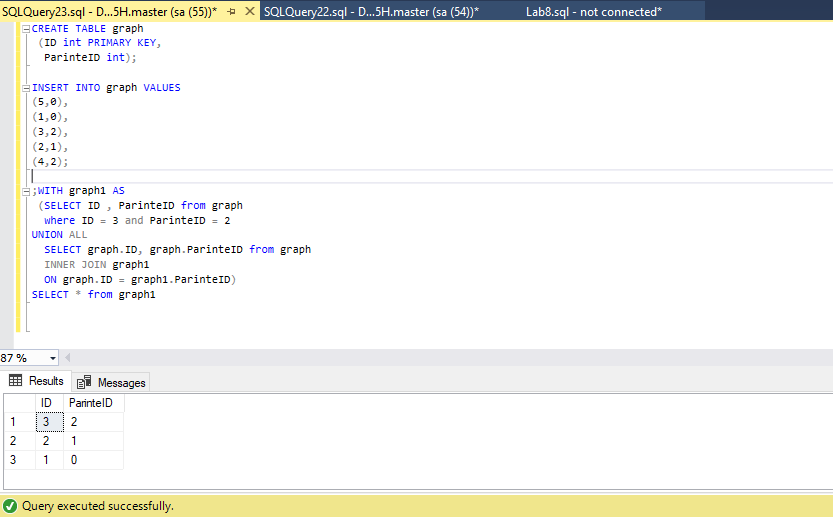 SQLQuery23.sql - D...5H.master (sa (55))* SQLQuery22.sql - D...5H.master (sa (54))* Lab8.sql - not connected*
CREATE TABLE graph
(ID int PRIMARY KEY,
ParinteID int);
INSERT INTO graph VALUES
(5,0),
(1,0),
(3,2),
(2,1),
(4,2);
;WITH graph1 AS
(SELECT ID , ParinteID from graph
where ID = 3 and ParinteID = 2
UNION ALL
SELECT graph.ID, graph.ParinteID from graph
INNER JOIN graph1
ON graph.ID = graph1.ParinteID)
SELECT * from graph1
87 %
Results Messages
ID ParinteID
1 3 2
2 2 1
3 1 0
Query executed successfully.